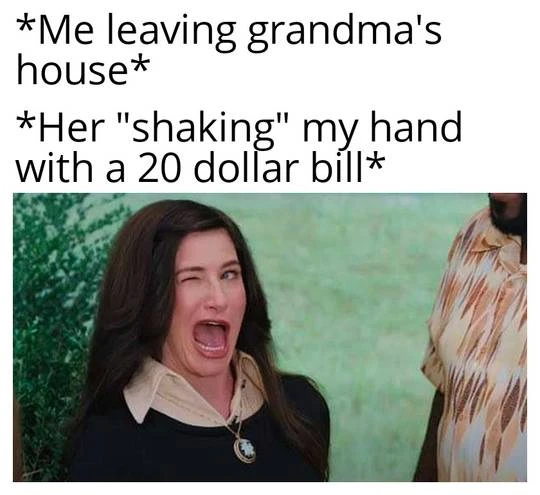 *Me leaving grandma's
house*
*Her "shaking" my hand
with a 20 dollar bill*